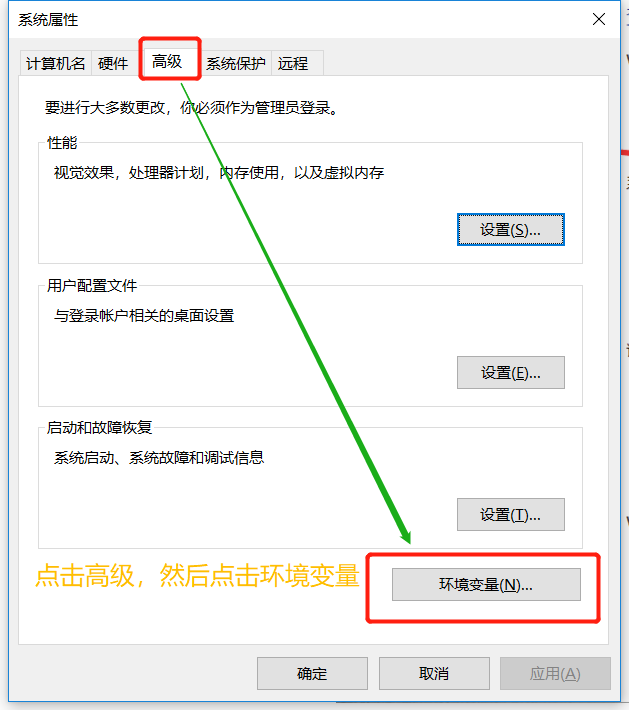 系统属性
计算机名 硬件 高级 系统保护 远程
要进行大多数更改，你必须作为管理员登录。
性能
视觉效果，处理器计划，内存使用，以及虚拟内存
设置(S)...
用户配置文件
与登录帐户相关的桌面设置
设置(E)...
启动和故障恢复
系统启动、系统故障和调试信息
设置(T)...
点击高级，然后点击环境变量
环境变量(N)...
确定 取消 应用(A)